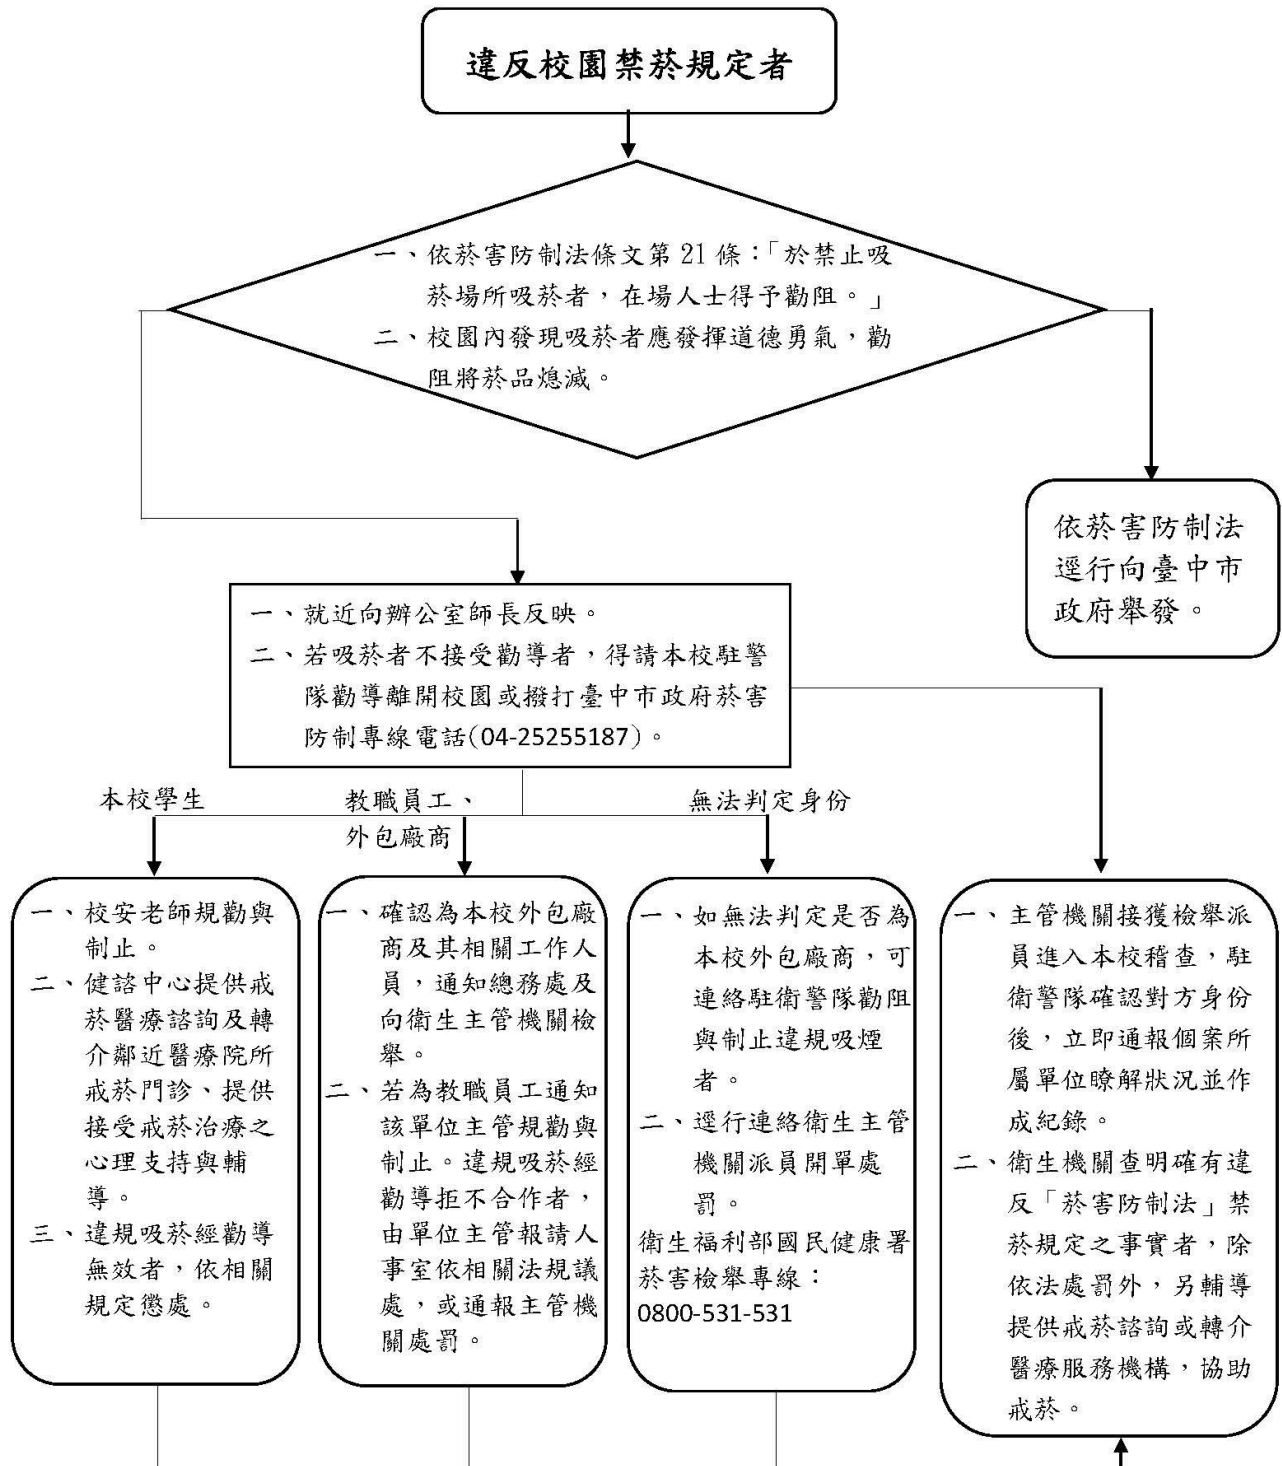 違反校園禁菸規定者
一、依菸害防制法條文第 21 條：「於禁止吸
菸場所吸菸者，在場人士得予勸阻。」
二、校園內發現吸菸者應發揮道德勇氣，勸
阻將菸品熄滅。
依菸害防制法
逕行向臺中市
政府舉發。
一、就近向辦公室師長反映。
二、若吸菸者不接受勸導者，得請本校駐警
隊勸導離開校園或撥打臺中市政府菸害
防制專線電話(04-25255187)。
本校學生
教職員工、
外包廠商
無法判定身份
一、校安老師規勸與
制止。
二、健諮中心提供戒
菸醫療諮詢及轉
介鄰近醫療院所
戒菸門診、提供
接受戒菸治療之
心理支持與輔
導。
三、違規吸菸經勸導
無效者，依相關
規定懲處。
一、確認為本校外包廠
商及其相關工作人
員，通知總務處及
向衛生主管機關檢
舉。
二、若為教職員工通知
該單位主管規勸與
制止。違規吸菸經
勸導拒不合作者，
由單位主管報請人
事室依相關法規議
處，或通報主管機
關處罰。
一、如無法判定是否為
本校外包廠商，可
連絡駐衛警隊勸阻
與制止違規吸煙
者。
二、逕行連絡衛生主管
機關派員開單處
罰。
衛生福利部國民健康署
菸害檢舉專線：
0800-531-531
一、主管機關接獲檢舉派
員進入本校稽查，駐
衛警隊確認對方身份
後，立即通報個案所
屬單位瞭解狀況並作
成紀錄。
二、衛生機關查明確有違
反「菸害防制法」禁
菸規定之事實者，除
依法處罰外，另輔導
提供戒菸諮詢或轉介
醫療服務機構，協助
戒菸。